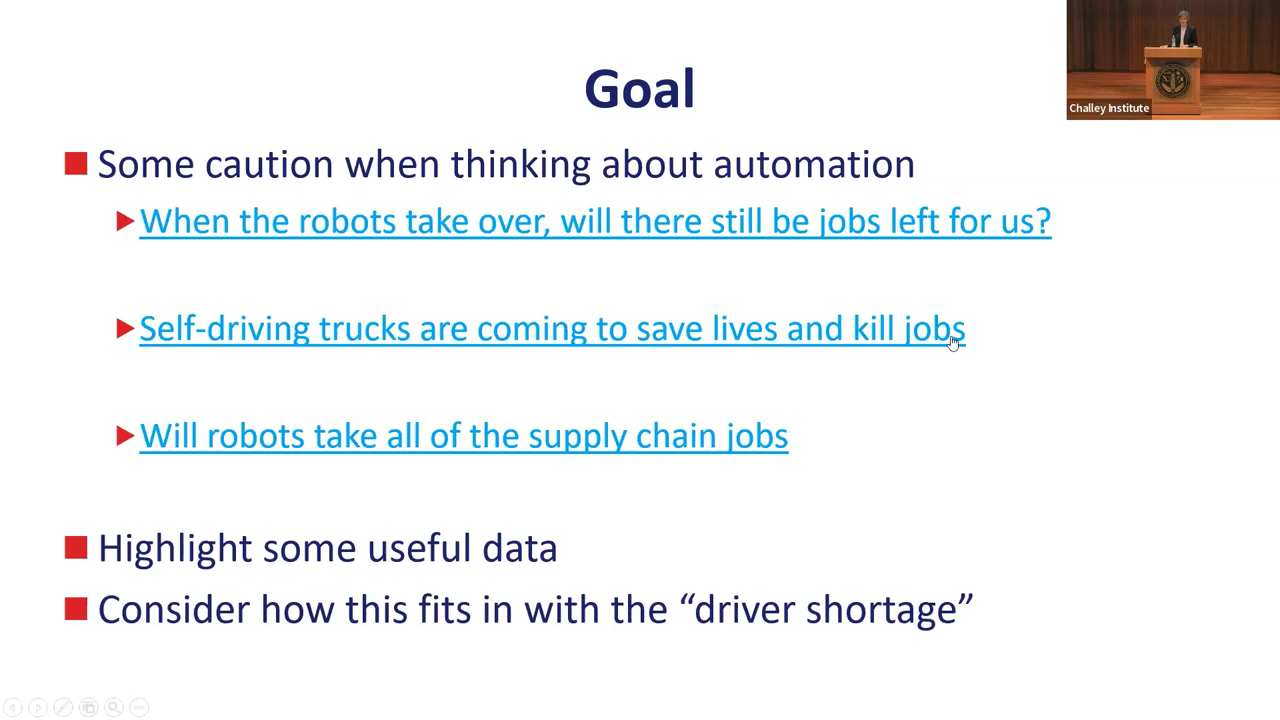 Goal
Challey Institute
Some caution when thinking about automation
When the robots take over, will there still be jobs left for us?
Self-driving trucks are coming to save lives and kill jobs
Will robots take all of the supply chain jobs
Highlight some useful data
Consider how this fits in with the “driver shortage”